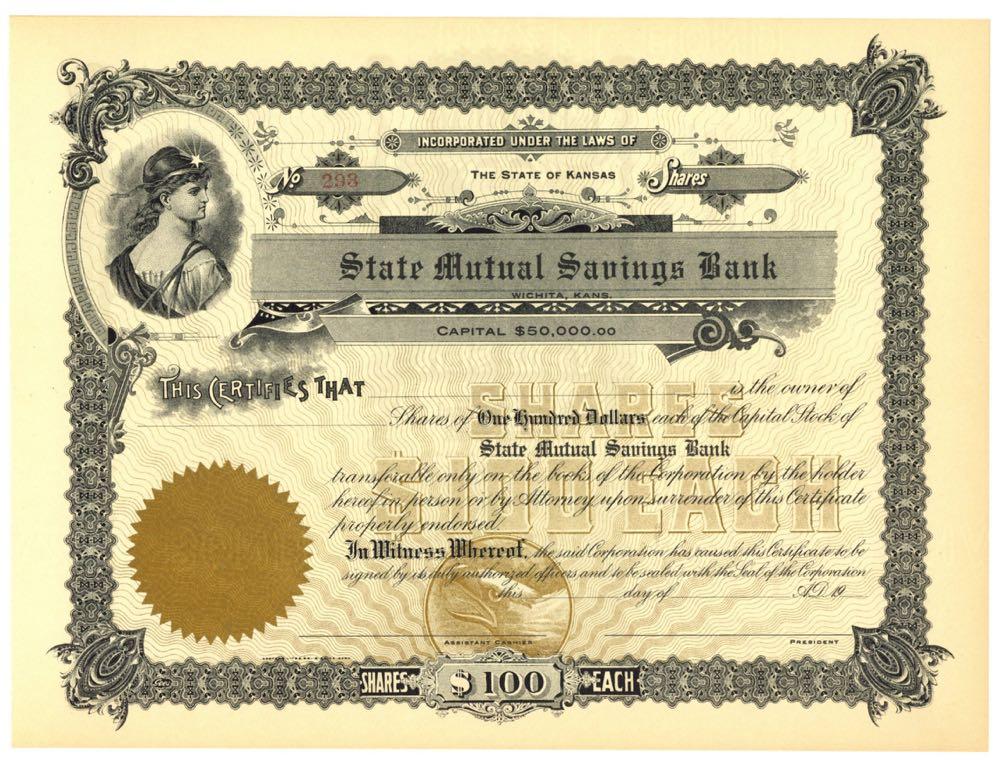 INCORPORATED UNDER THE LAWS OF
No 293 THE STATE OF KANSAS Shares
State Mutual Savings Bank
WICHITA, KANS.
CAPITAL $50,000.00
THIS CERTIFIES THAT is the owner of
Shares of One Hundred Dollars each of the Capital Stock of
State Mutual Savings Bank
transferable only on the books of the Corporation by the holder
hereof in person or by Attorney upon surrender of this Certificate
properly endorsed.
SHARES
$100 EACH
In Witness Whereof, the said Corporation has caused this Certificate to be
signed by its duly authorized officers and to be sealed with the Seal of the Corporation
this day of A.D. 19
ASSISTANT CASHIER PRESIDENT
SHARES $100 EACH